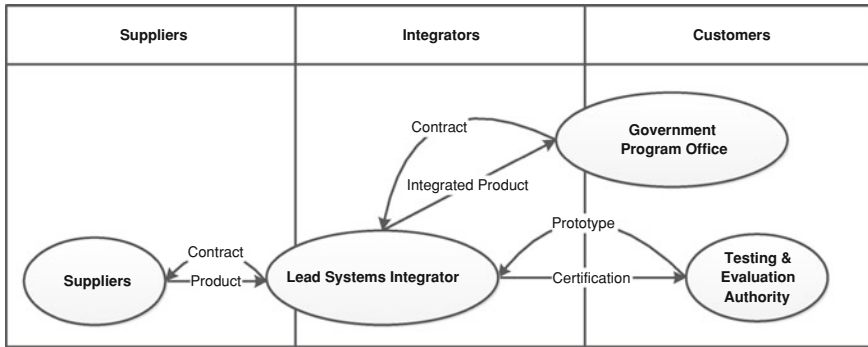 Suppliers
Integrators
Customers
Contract
Government
Program Office
Integrated Product
Prototype
Contract
Suppliers
Product
Lead Systems Integrator
Certification
Testing &
Evaluation
Authority